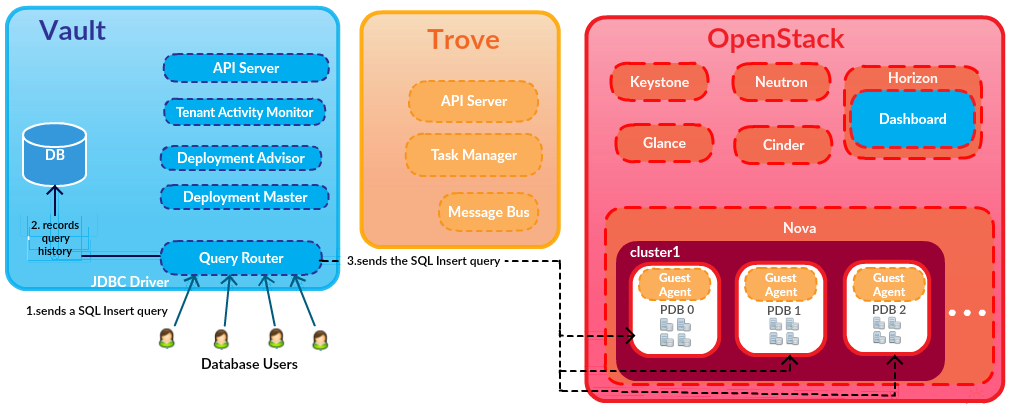 Vault
API Server
Tenant Activity Monitor
DB
Deployment Advisor
Deployment Master
2. records
query
history
Query Router
JDBC Driver
1.sends a SQL Insert query
Database Users
Trove
API Server
Task Manager
Message Bus
3.sends the SQL Insert query
OpenStack
Keystone
Neutron
Horizon
Dashboard
Glance
Cinder
Nova
cluster1
Guest
Agent
PDB 0
Guest
Agent
PDB 1
Guest
Agent
PDB 2